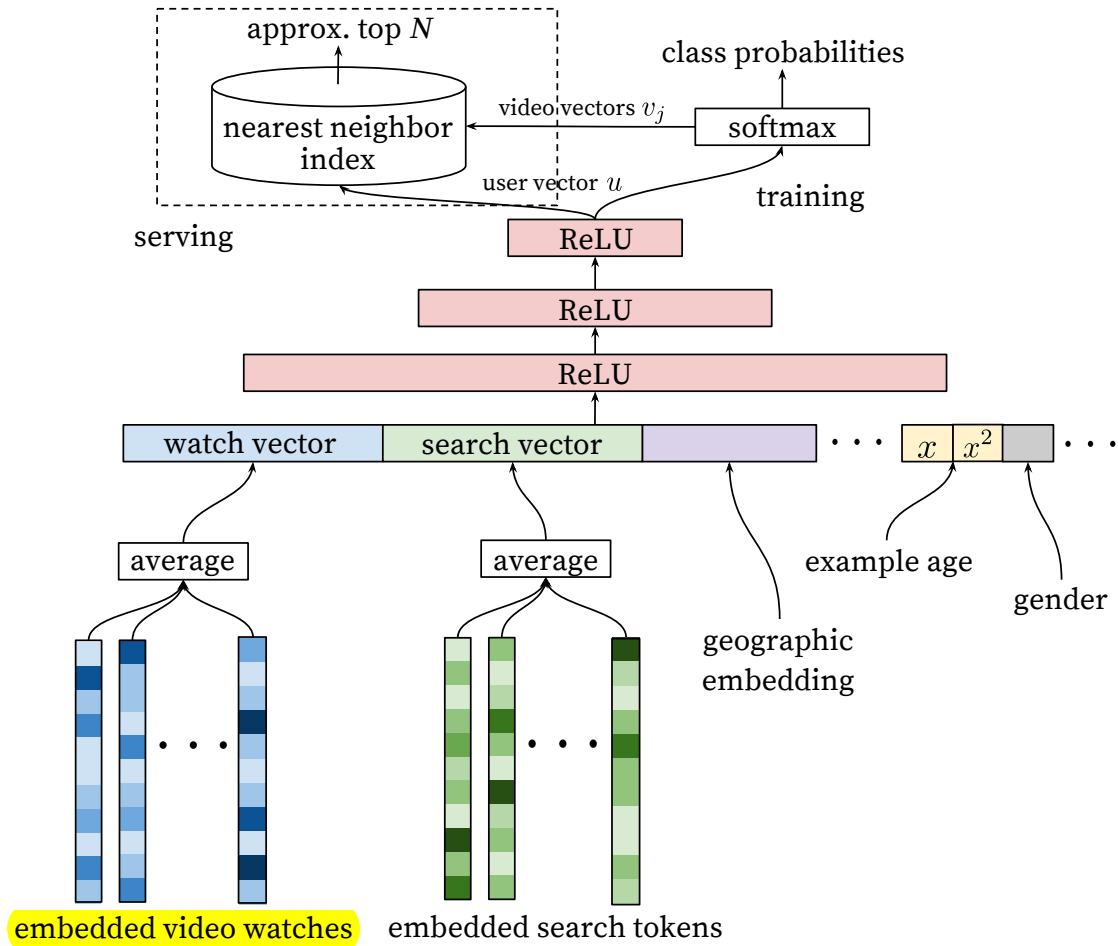 approx. top N
class probabilities
video vectors v_j
softmax
nearest neighbor
index
user vector u
training
serving
ReLU
ReLU
ReLU
watch vector
search vector
· · ·
x
x²
· · ·
average
average
example age
gender
geographic
embedding
· · ·
· · ·
embedded video watches
embedded search tokens